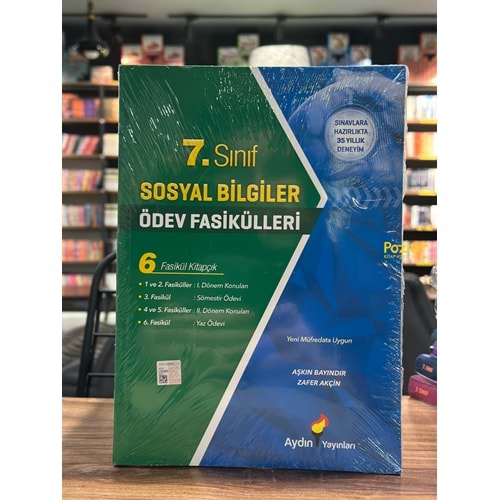 SINAVLARA
HAZIRLIKTA
35 YILLIK
DENEYİM
7. Sınıf
SOSYAL BİLGİLER
ÖDEV FASİKÜLLERİ
6 Fasikül Kitapçık
• 1 ve 2. Fasiküller : I. Dönem Konuları
• 3. Fasikül : Sömestir Ödevi
• 4 ve 5. Fasiküller : II. Dönem Konuları
• 6. Fasikül : Yaz Ödevi
Yeni Müfredata Uygun
AŞKIN BAYINDIR
ZAFER AKÇİN
Aydın Yayınları